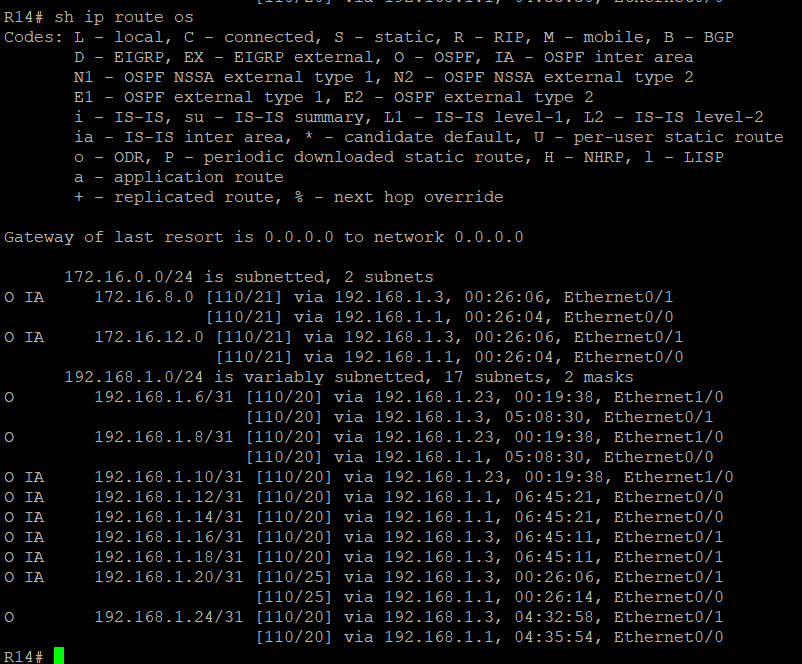 [110/20] via 192.168.1.1, 04:35:50, Ethernet0/0
R14# sh ip route os
Codes: L - local, C - connected, S - static, R - RIP, M - mobile, B - BGP
D - EIGRP, EX - EIGRP external, O - OSPF, IA - OSPF inter area
N1 - OSPF NSSA external type 1, N2 - OSPF NSSA external type 2
E1 - OSPF external type 1, E2 - OSPF external type 2
i - IS-IS, su - IS-IS summary, L1 - IS-IS level-1, L2 - IS-IS level-2
ia - IS-IS inter area, * - candidate default, U - per-user static route
o - ODR, P - periodic downloaded static route, H - NHRP, l - LISP
a - application route
+ - replicated route, % - next hop override
Gateway of last resort is 0.0.0.0 to network 0.0.0.0
172.16.0.0/24 is subnetted, 2 subnets
O IA 172.16.8.0 [110/21] via 192.168.1.3, 00:26:06, Ethernet0/1
[110/21] via 192.168.1.1, 00:26:04, Ethernet0/0
O IA 172.16.12.0 [110/21] via 192.168.1.3, 00:26:06, Ethernet0/1
[110/21] via 192.168.1.1, 00:26:04, Ethernet0/0
192.168.1.0/24 is variably subnetted, 17 subnets, 2 masks
O 192.168.1.6/31 [110/20] via 192.168.1.23, 00:19:38, Ethernet1/0
[110/20] via 192.168.1.3, 05:08:30, Ethernet0/1
O 192.168.1.8/31 [110/20] via 192.168.1.23, 00:19:38, Ethernet1/0
[110/20] via 192.168.1.1, 05:08:30, Ethernet0/0
O IA 192.168.1.10/31 [110/20] via 192.168.1.23, 00:19:38, Ethernet1/0
O IA 192.168.1.12/31 [110/20] via 192.168.1.1, 06:45:21, Ethernet0/0
O IA 192.168.1.14/31 [110/20] via 192.168.1.1, 06:45:21, Ethernet0/0
O IA 192.168.1.16/31 [110/20] via 192.168.1.3, 06:45:11, Ethernet0/1
O IA 192.168.1.18/31 [110/20] via 192.168.1.3, 06:45:11, Ethernet0/1
O IA 192.168.1.20/31 [110/25] via 192.168.1.3, 00:26:06, Ethernet0/1
[110/25] via 192.168.1.1, 00:26:14, Ethernet0/0
O 192.168.1.24/31 [110/20] via 192.168.1.3, 04:32:58, Ethernet0/1
[110/20] via 192.168.1.1, 04:35:54, Ethernet0/0
R14#